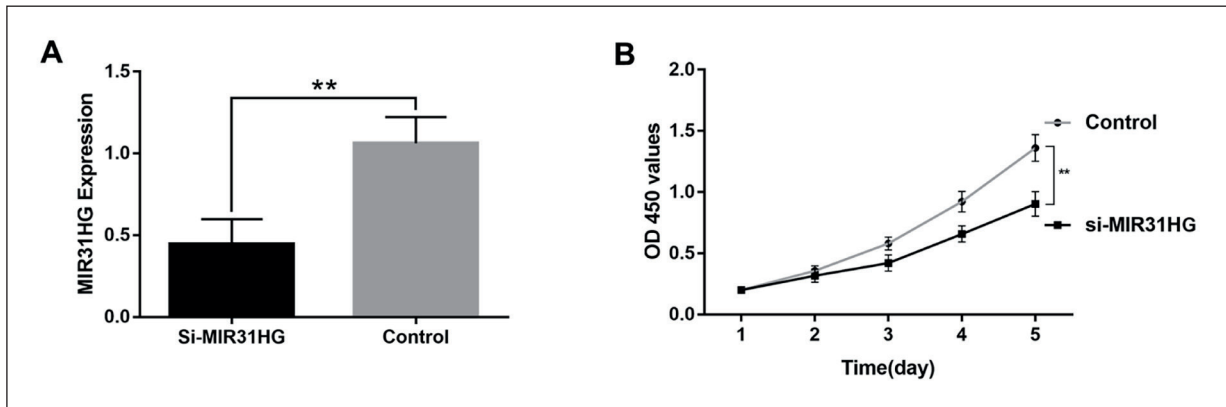 A
MIR31HG Expression
1.5
1.0
0.5
0.0
**
Si-MIR31HG
Control
B
OD 450 values
2.0
1.5
1.0
0.5
0.0
1
2
3
4
5
Time(day)
Control
**
si-MIR31HG